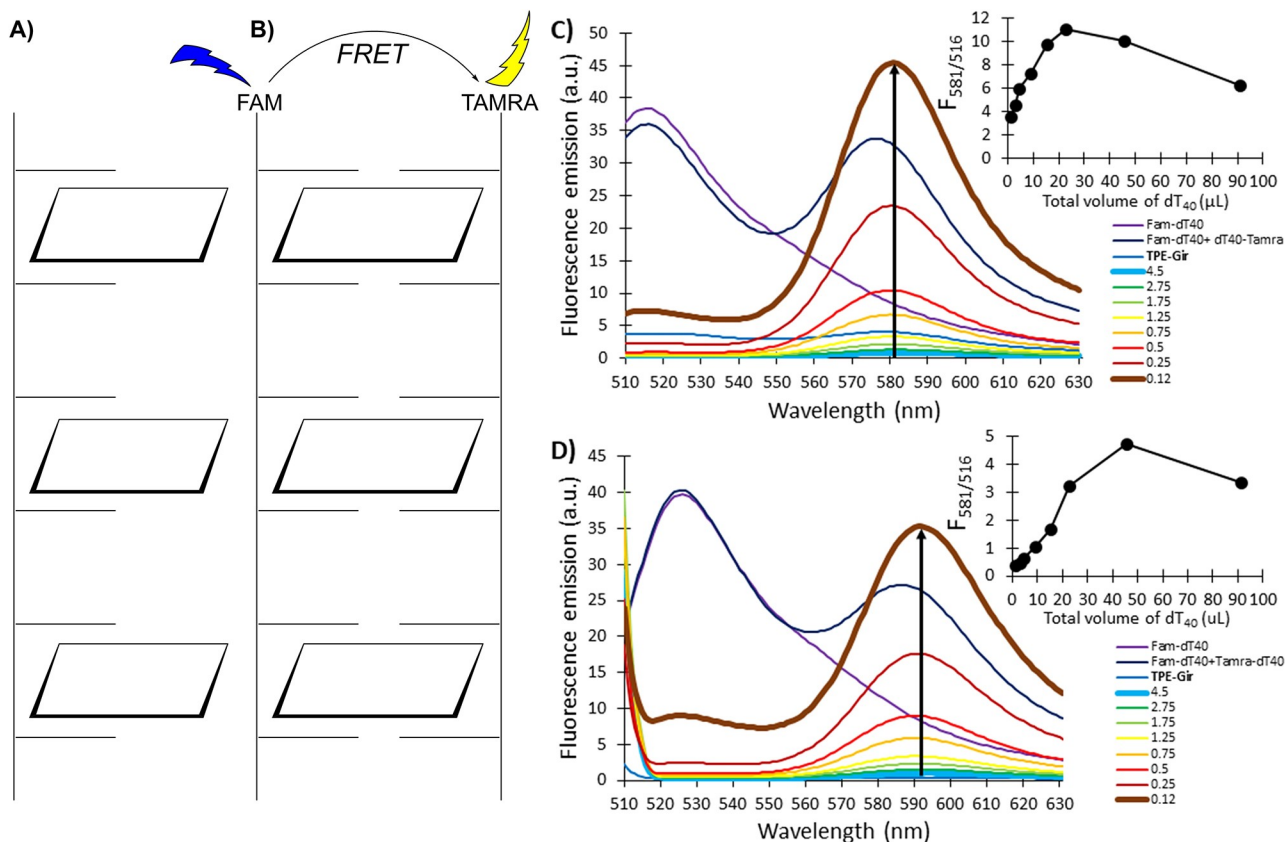 A)
B)
FRET
FAM
TAMRA
C)
Fluorescence emission (a.u.)
50
45
40
35
30
25
20
15
10
5
0
510 520 530 540 550 560 570 580 590 600 610 620 630
Wavelength (nm)
F581/516
12
10
8
6
4
2
0
0 10 20 30 40 50 60 70 80 90 100
Total volume of dT40 (µL)
Fam-dT40
Fam-dT40+ dT40-Tamra
TPE-Gir
4.5
2.75
1.75
1.25
0.75
0.5
0.25
0.12
D)
Fluorescence emission (a.u.)
45
40
35
30
25
20
15
10
5
0
510 520 530 540 550 560 570 580 590 600 610 620 630
Wavelength (nm)
F581/516
5
4
3
2
1
0
0 10 20 30 40 50 60 70 80 90 100
Total volume of dT40 (uL)
Fam-dT40
Fam-dT40+Tamra-dT40
TPE-Gir
4.5
2.75
1.75
1.25
0.75
0.5
0.25
0.12